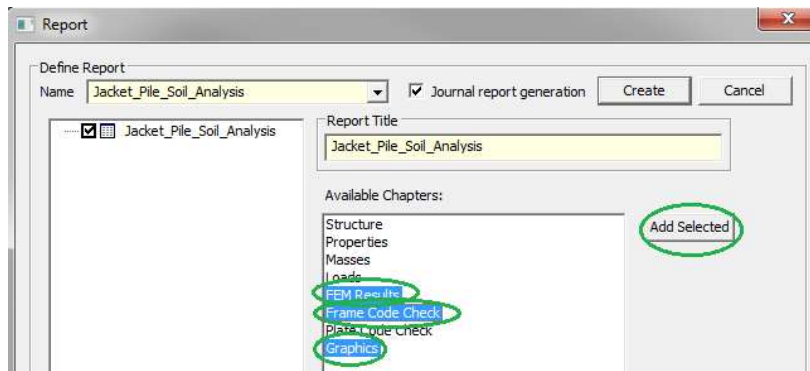 Report
Define Report
Name Jacket_Pile_Soil_Analysis Journal report generation Create Cancel
Jacket_Pile_Soil_Analysis
Report Title
Jacket_Pile_Soil_Analysis
Available Chapters:
Structure
Properties
Masses
Loads
FEM Results
Frame Code Check
Plate Code Check
Graphics
Add Selected